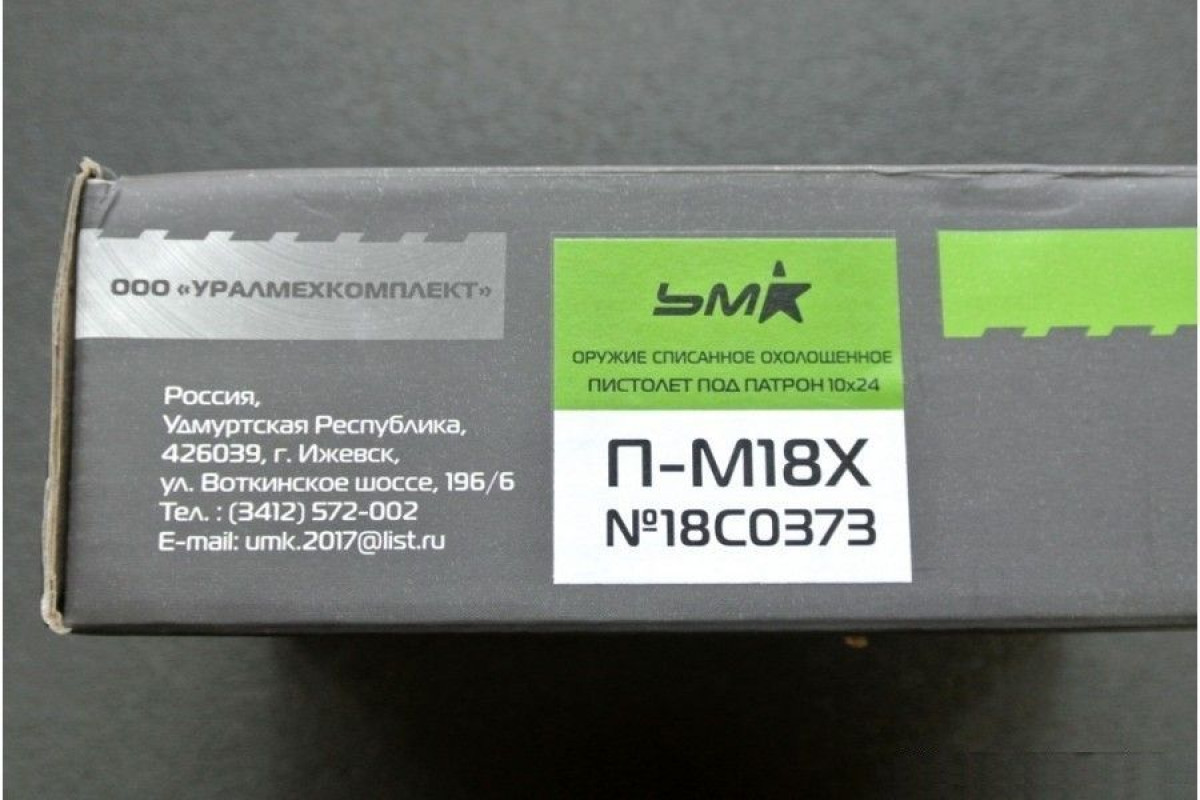 ООО «УРАЛМЕХКОМПЛЕКТ»
Россия,
Удмуртская Республика,
426039, г. Ижевск,
ул. Воткинское шоссе, 196/6
Тел. : (3412) 572-002
E-mail: umk.2017@list.ru
УМК
ОРУЖИЕ СПИСАННОЕ ОХОЛОЩЕННОЕ
ПИСТОЛЕТ ПОД ПАТРОН 10х24
П-М18Х
№18С0373